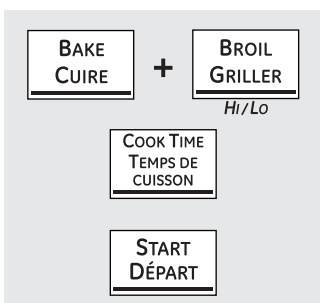 BAKE
CUIRE
+
BROIL
GRILLER
HI/LO
COOK TIME
TEMPS DE
CUISSON
START
DÉPART